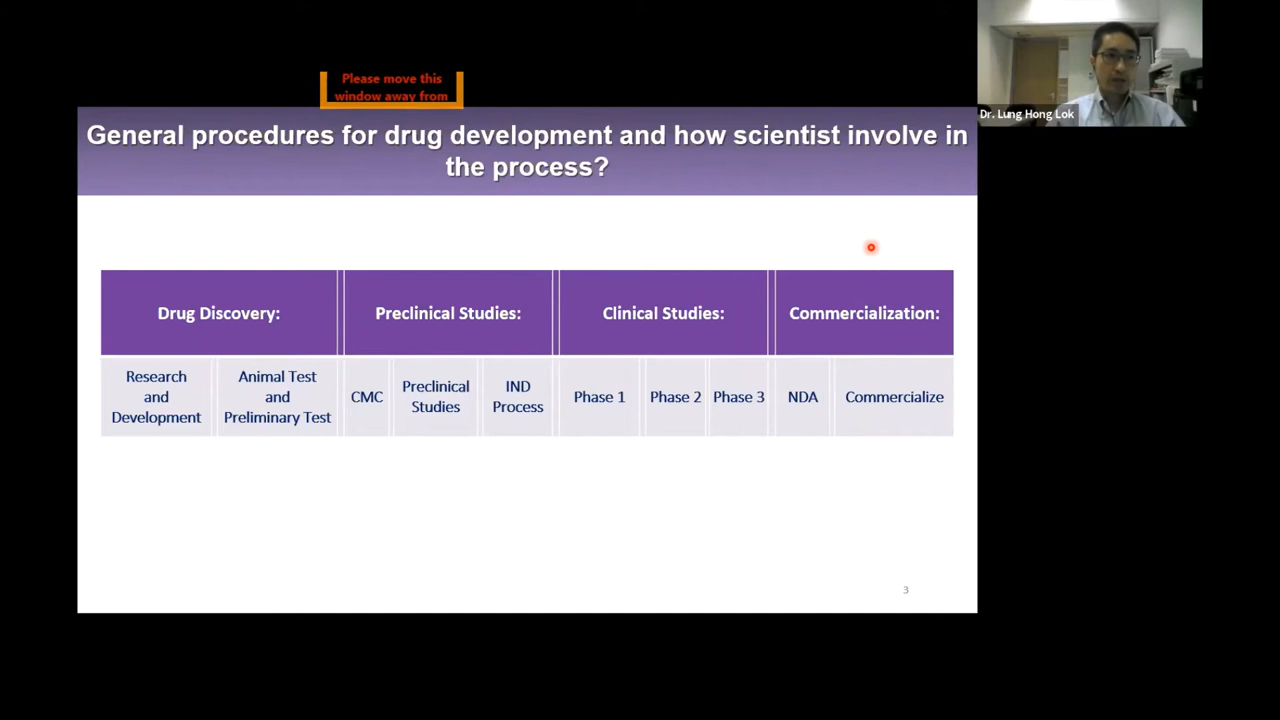 Please move this
window away from
Dr. Lung Hong Lok
General procedures for drug development and how scientist involve in
the process?
Drug Discovery:
Preclinical Studies:
Clinical Studies:
Commercialization:
Research
and
Development
Animal Test
and
Preliminary Test
CMC
Preclinical
Studies
IND
Process
Phase 1
Phase 2
Phase 3
NDA
Commercialize
3